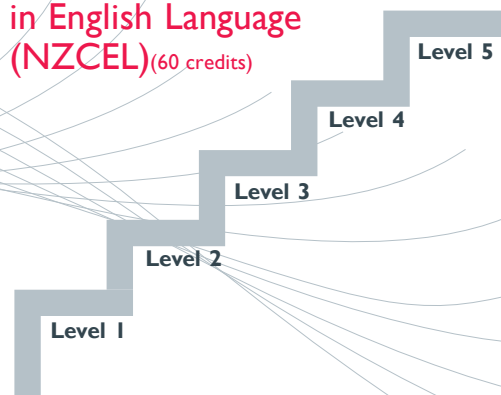 in English Language
(NZCEL)(60 credits)
Level 5
Level 4
Level 3
Level 2
Level 1